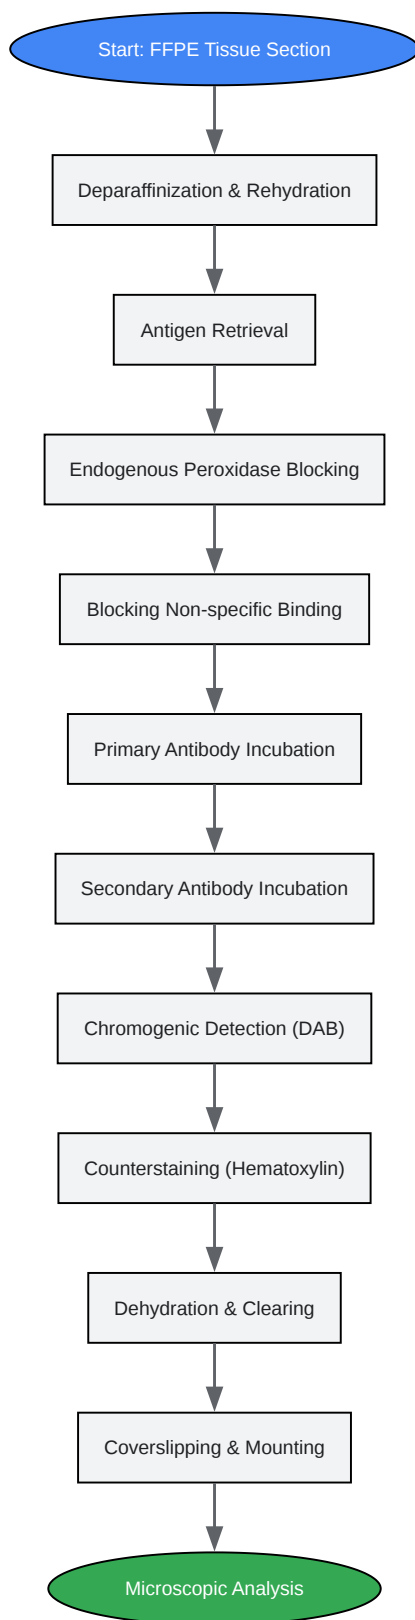 Start: FFPE Tissue Section
Deparaffinization & Rehydration
Antigen Retrieval
Endogenous Peroxidase Blocking
Blocking Non-specific Binding
Primary Antibody Incubation
Secondary Antibody Incubation
Chromogenic Detection (DAB)
Counterstaining (Hematoxylin)
Dehydration & Clearing
Coverslipping & Mounting
Microscopic Analysis